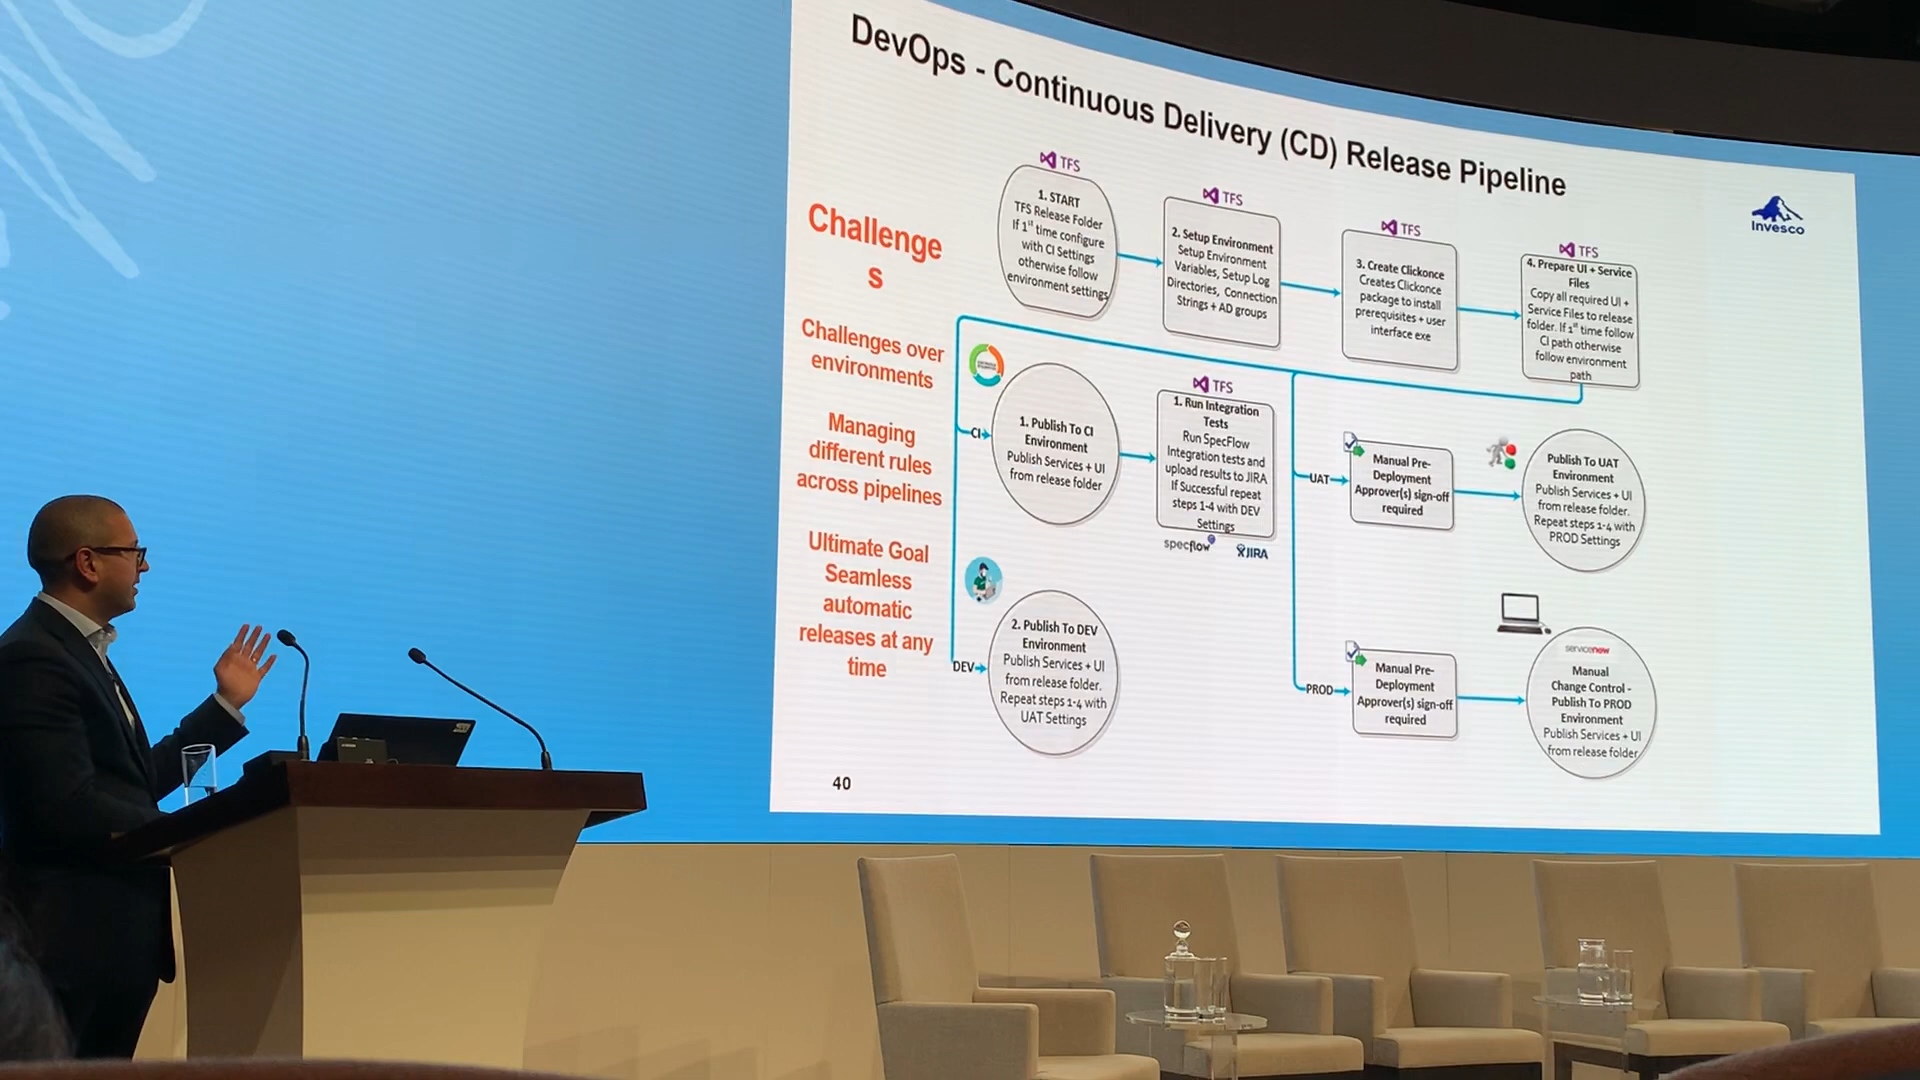 DevOps - Continuous Delivery (CD) Release Pipeline
Invesco
Challenge
s
Challenges over
environments
Managing
different rules
across pipelines
Ultimate Goal
Seamless
automatic
releases at any
time
TFS
1. START
TFS Release Folder
If 1st time configure
with CI Settings
otherwise follow
environment settings
TFS
2. Setup Environment
Setup Environment
Variables, Setup Log
Directories, Connection
Strings + AD groups
TFS
3. Create Clickonce
Creates Clickonce
package to install
prerequisites + user
interface exe
TFS
4. Prepare UI + Service
Files
Copy all required UI +
Service Files to release
folder. If 1st time follow
CI path otherwise
follow environment
path
CI
1. Publish To CI
Environment
Publish Services + UI
from release folder
TFS
1. Run Integration
Tests
Run SpecFlow
Integration tests and
upload results to JIRA
If Successful repeat
steps 1-4 with DEV
Settings
specflow
JIRA
UAT
Manual Pre-
Deployment
Approver(s) sign-off
required
Publish To UAT
Environment
Publish Services + UI
from release folder.
Repeat steps 1-4 with
PROD Settings
DEV
2. Publish To DEV
Environment
Publish Services + UI
from release folder.
Repeat steps 1-4 with
UAT Settings
PROD
Manual Pre-
Deployment
Approver(s) sign-off
required
servicenow
Manual
Change Control -
Publish To PROD
Environment
Publish Services + UI
from release folder
40